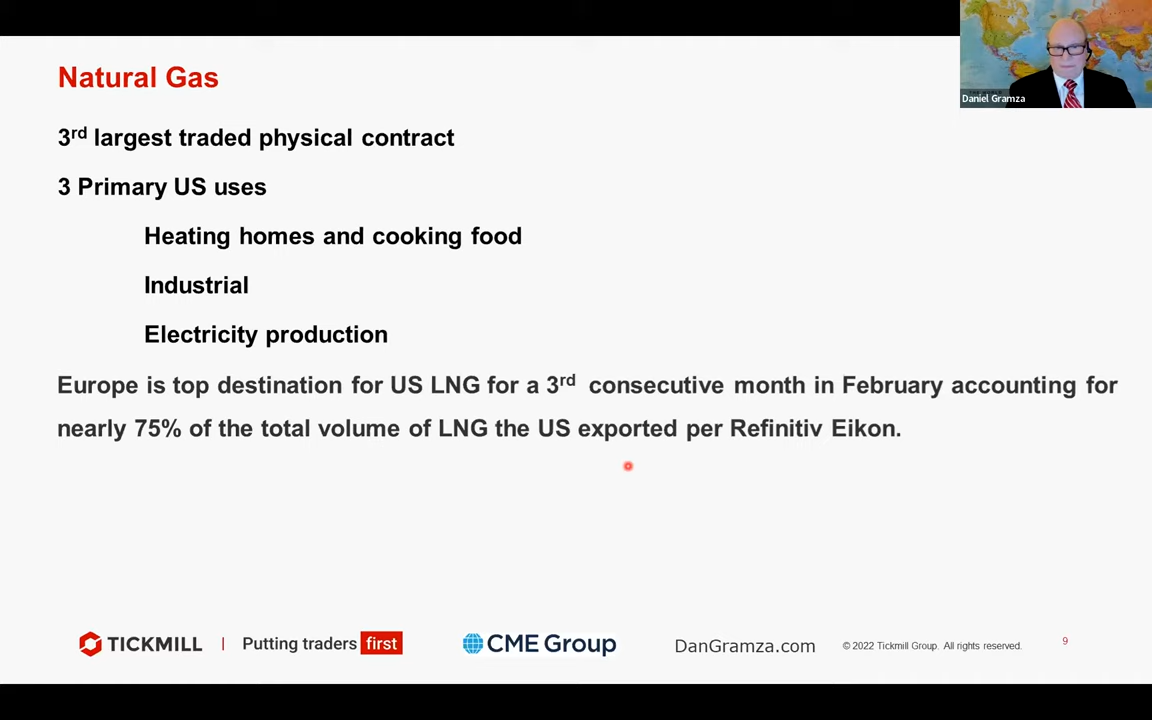 Natural Gas
Daniel Gramza
3rd largest traded physical contract
3 Primary US uses
Heating homes and cooking food
Industrial
Electricity production
Europe is top destination for US LNG for a 3rd consecutive month in February accounting for
nearly 75% of the total volume of LNG the US exported per Refinitiv Eikon.
TICKMILL | Putting traders first CME Group DanGramza.com © 2022 Tickmill Group. All rights reserved. 9